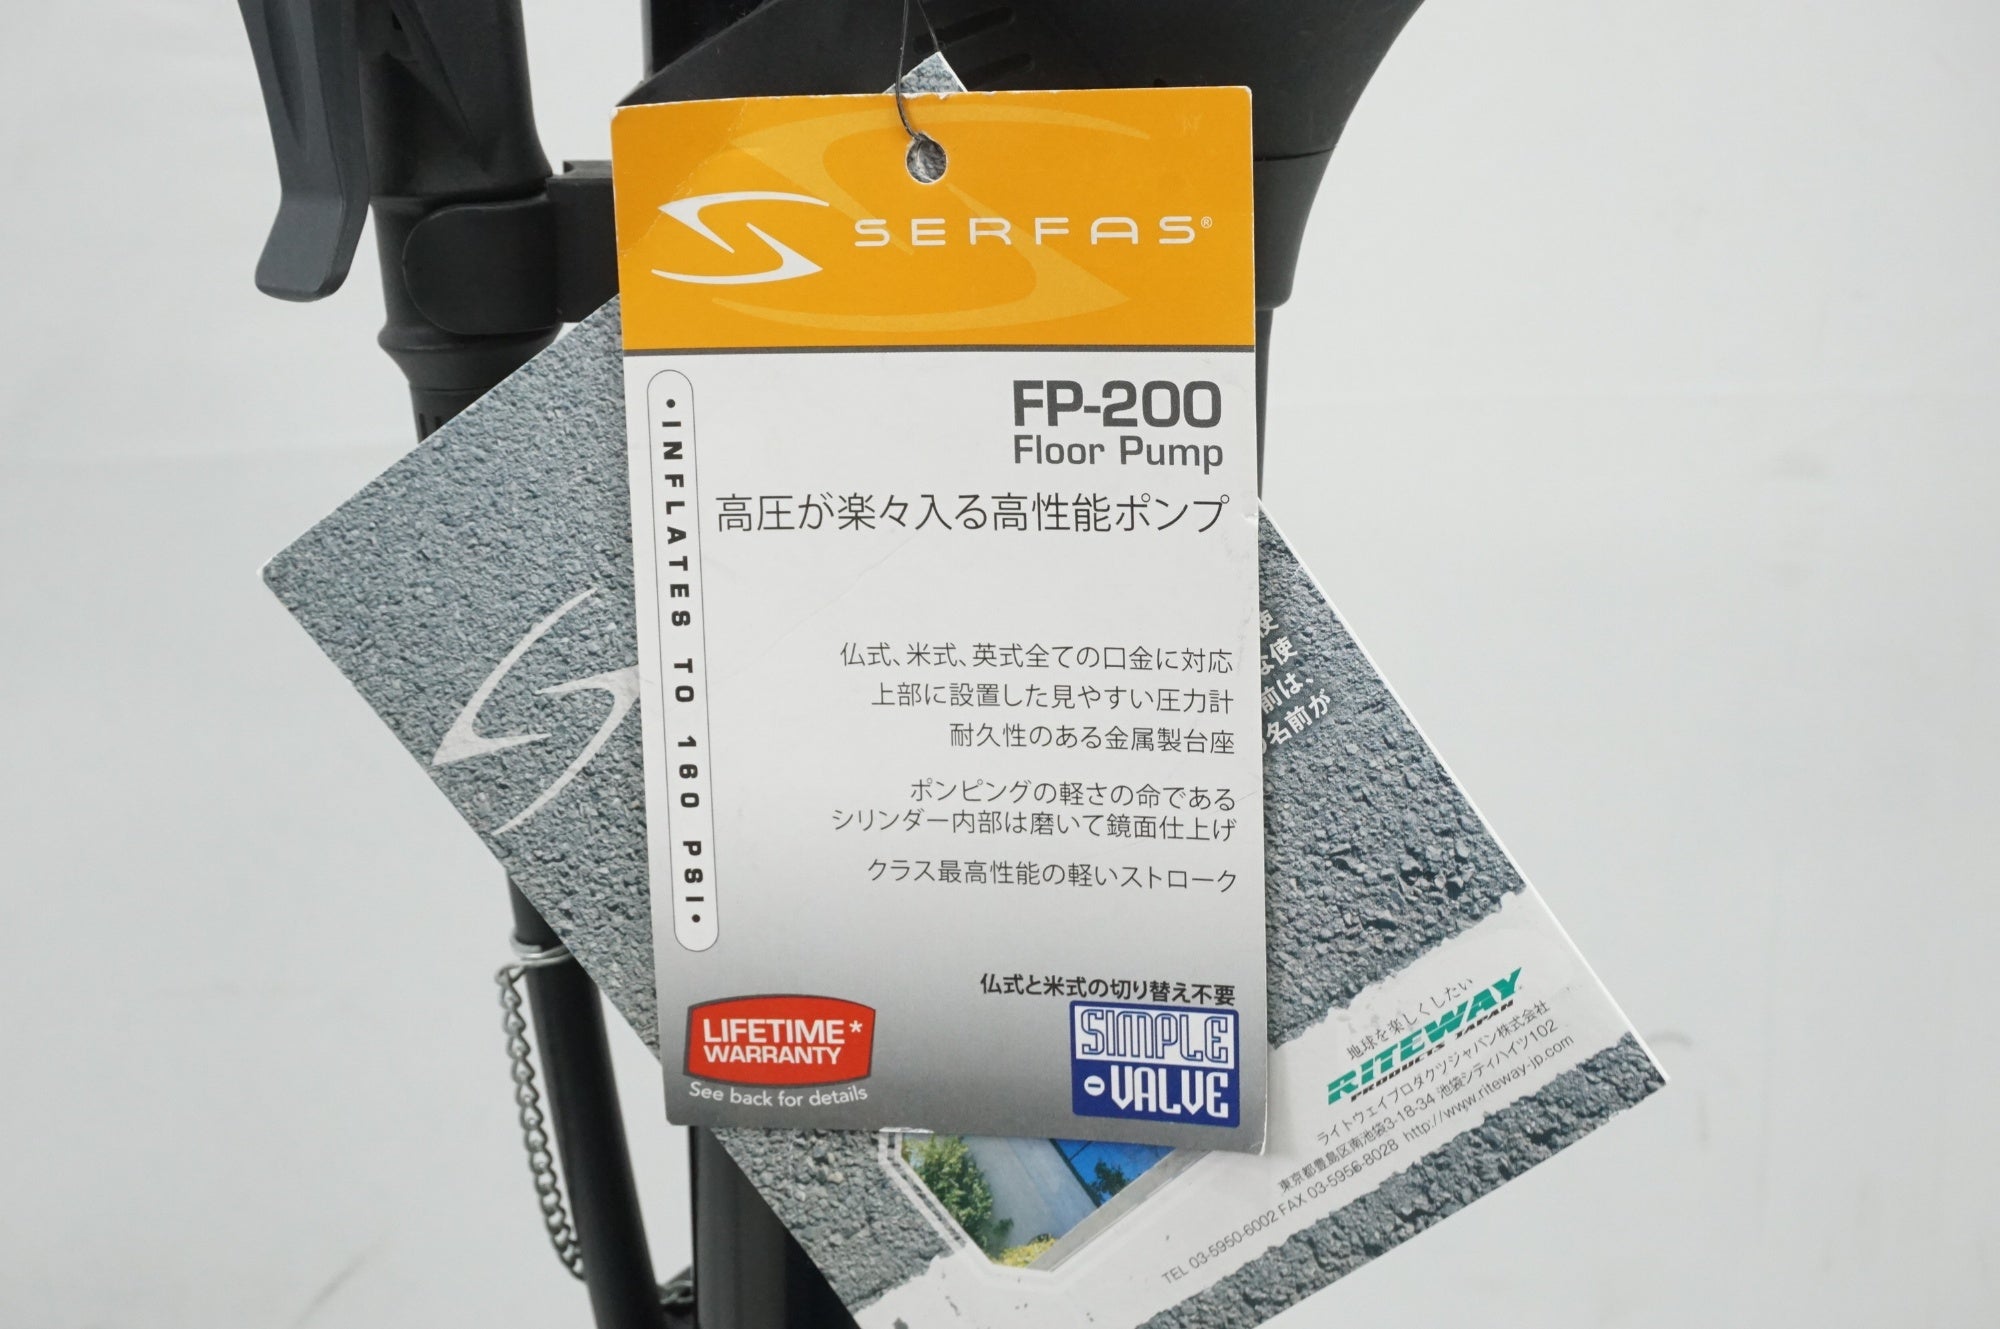 SERFAS®
FP-200
Floor Pump
高圧が楽々入る高性能ポンプ
• INFLATES TO 160 PSI •
仏式、米式、英式全ての口金に対応
上部に設置した見やすい圧力計
耐久性のある金属製台座
ポンピングの軽さの命である
シリンダー内部は磨いて鏡面仕上げ
クラス最高性能の軽いストローク
仏式と米式の切り替え不要
LIFETIME*
WARRANTY
See back for details
SIMPLE
VALVE
使
な使
前は、
名前が
地球を楽しくしたい
RITEWAY
PRODUCTS JAPAN
ライトウェイプロダクツジャパン株式会社
東京都豊島区南池袋3-18-34 池袋シティハイツ102
TEL 03-5950-6002 FAX 03-5956-8028 http://www.riteway-jp.com